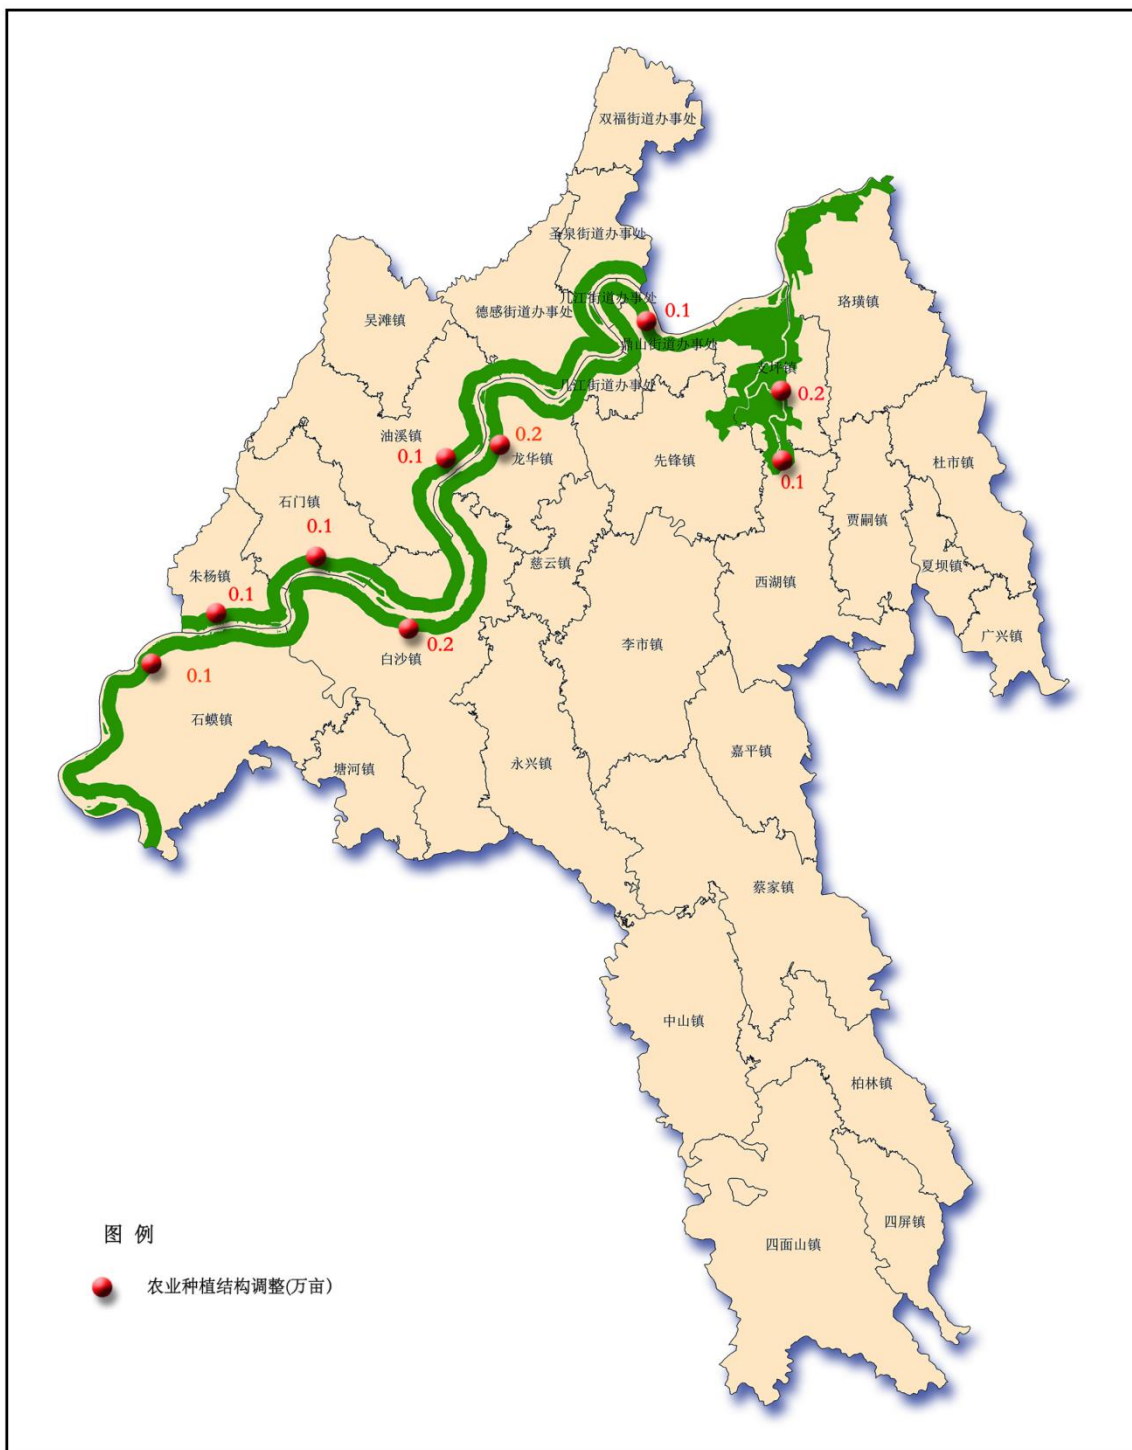 双福街道办事处
圣泉街道办事处
几江街道办事处
珞璜镇
吴滩镇
德感街道办事处
0.1
鼎山街道办事处
支坪镇
几江街道办事处
0.2
油溪镇
0.2
龙华镇
先锋镇
杜市镇
0.1
0.1
石门镇
贾嗣镇
0.1
朱杨镇
慈云镇
夏坝镇
西湖镇
0.1
广兴镇
李市镇
0.2
白沙镇
0.1
石蟆镇
嘉平镇
塘河镇
永兴镇
蔡家镇
中山镇
柏林镇
四屏镇
四面山镇
图 例
农业种植结构调整(万亩)